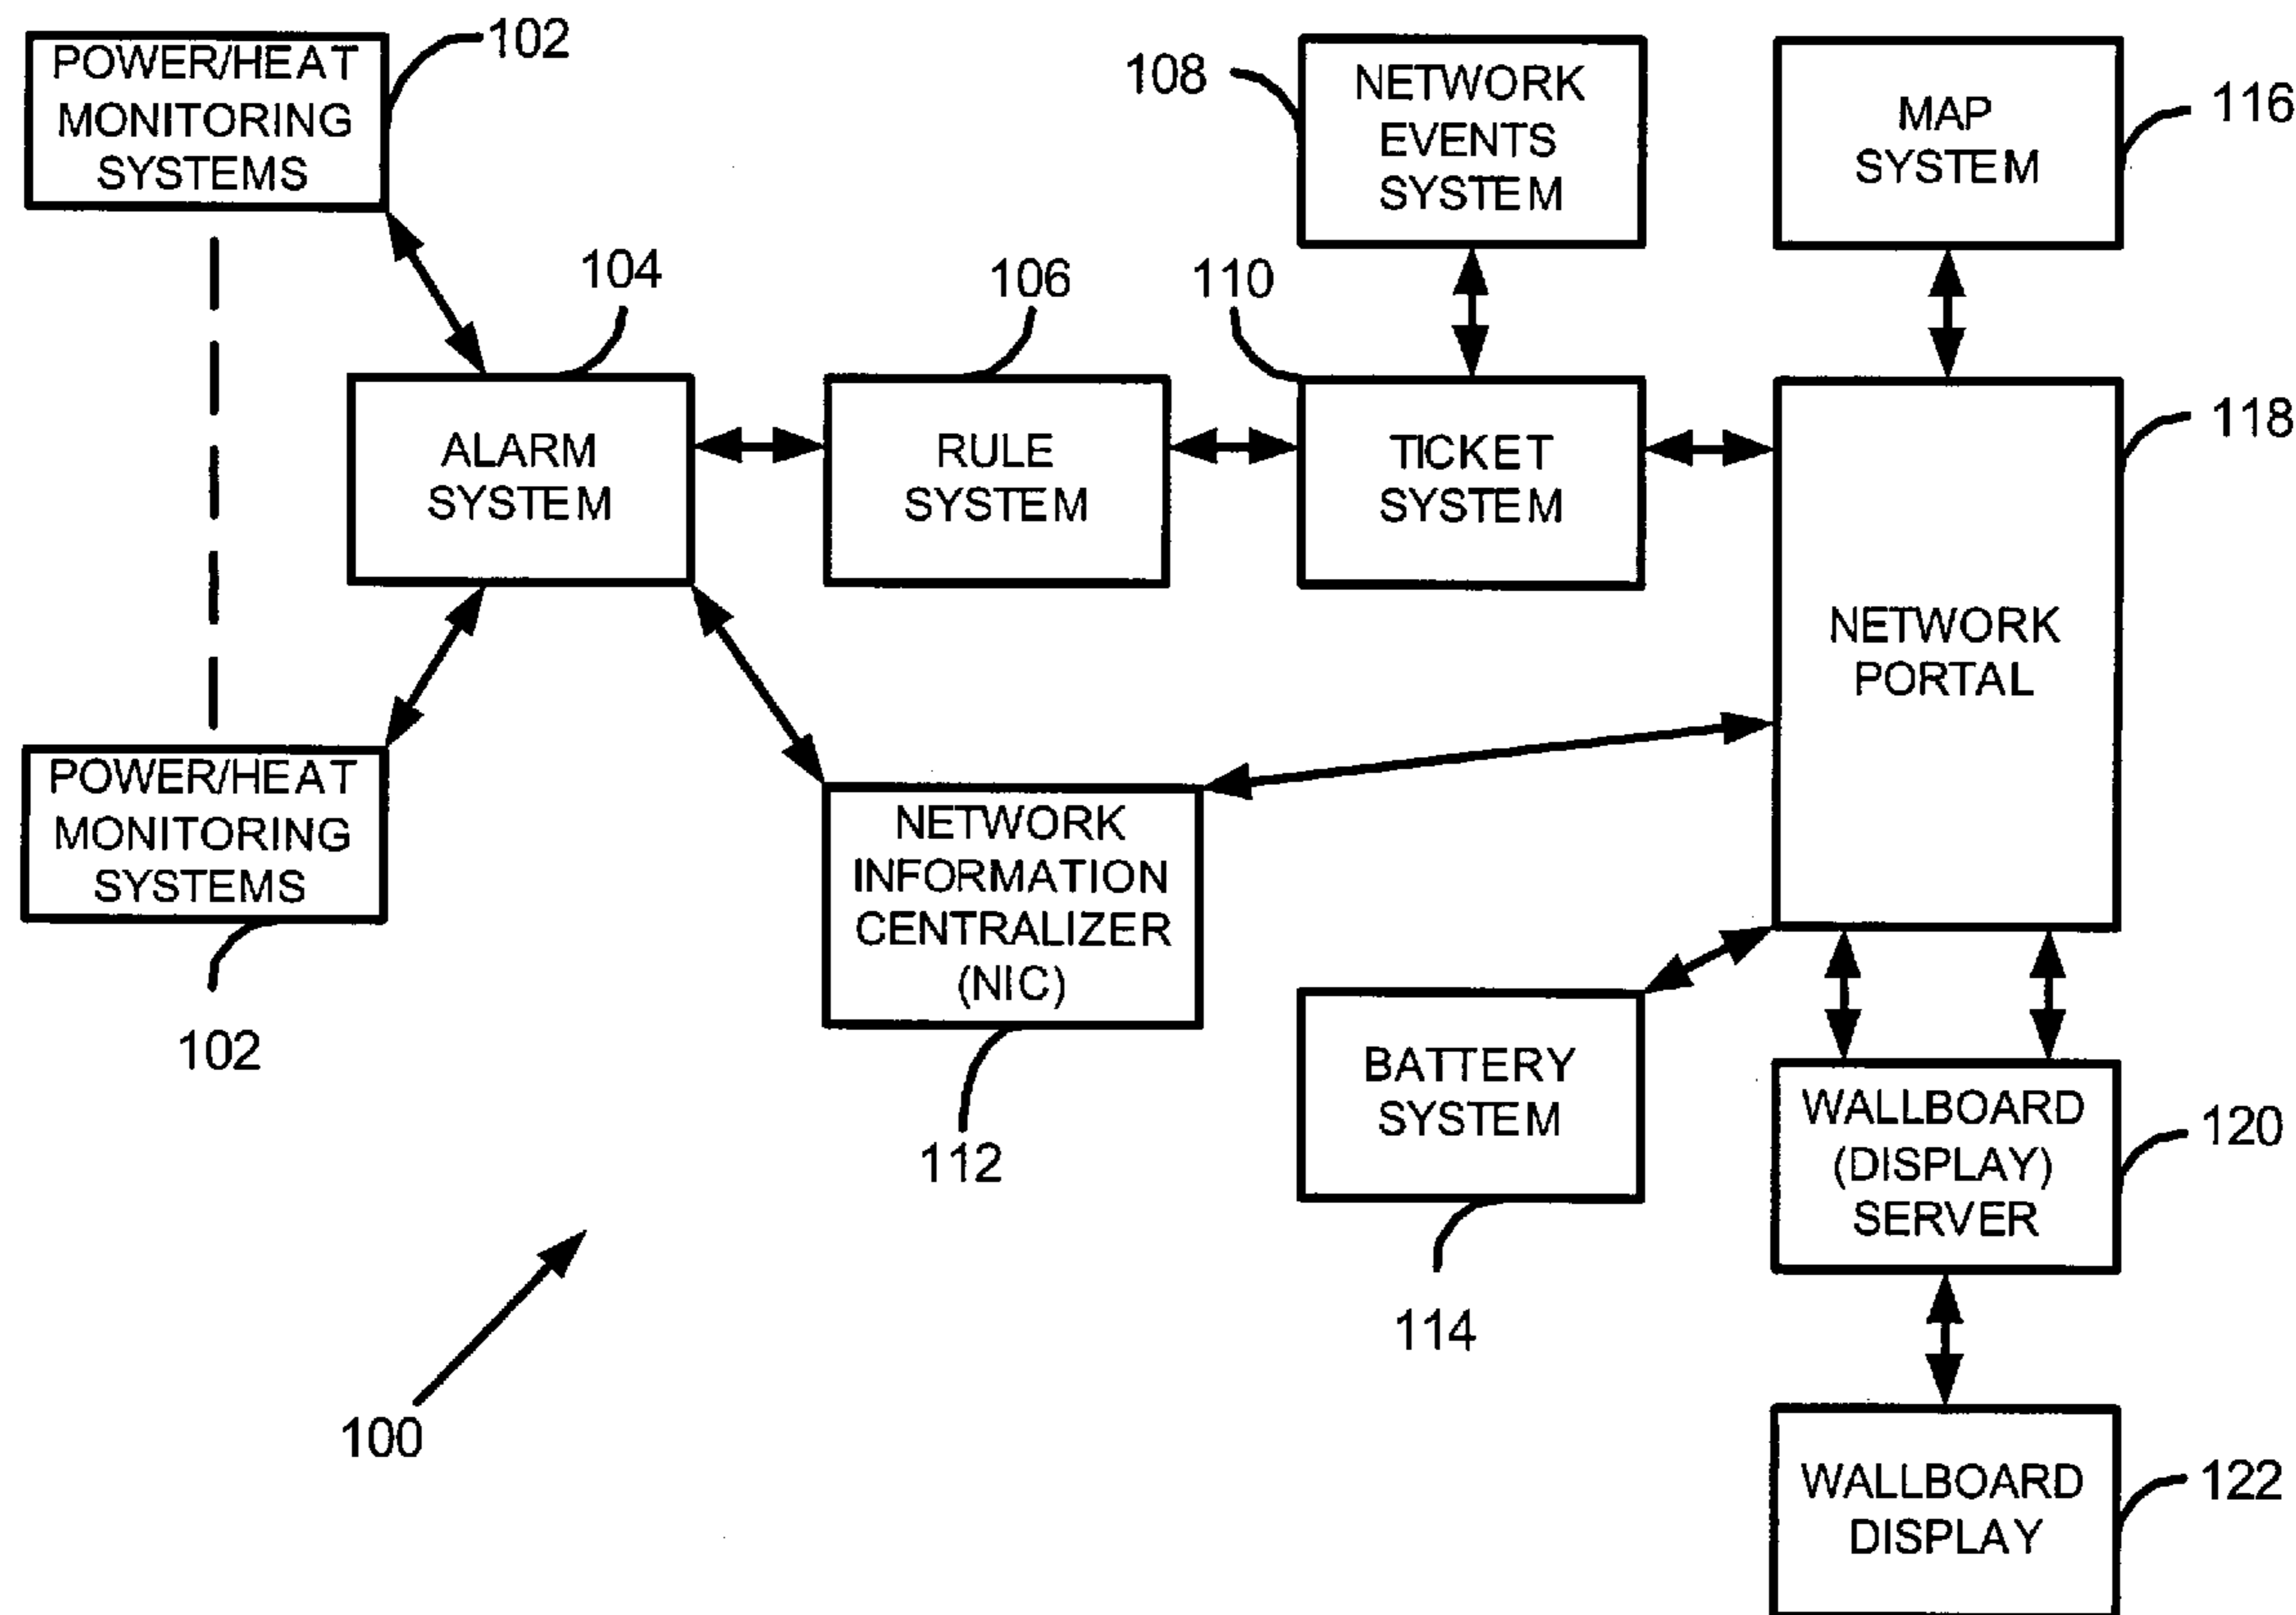 POWER/HEAT
MONITORING
SYSTEMS
102
108
NETWORK
EVENTS
SYSTEM
MAP
SYSTEM
116
104
106
110
ALARM
SYSTEM
RULE
SYSTEM
TICKET
SYSTEM
118
NETWORK
PORTAL
POWER/HEAT
MONITORING
SYSTEMS
102
NETWORK
INFORMATION
CENTRALIZER
(NIC)
112
BATTERY
SYSTEM
114
WALLBOARD
(DISPLAY)
SERVER
120
100
WALLBOARD
DISPLAY
122